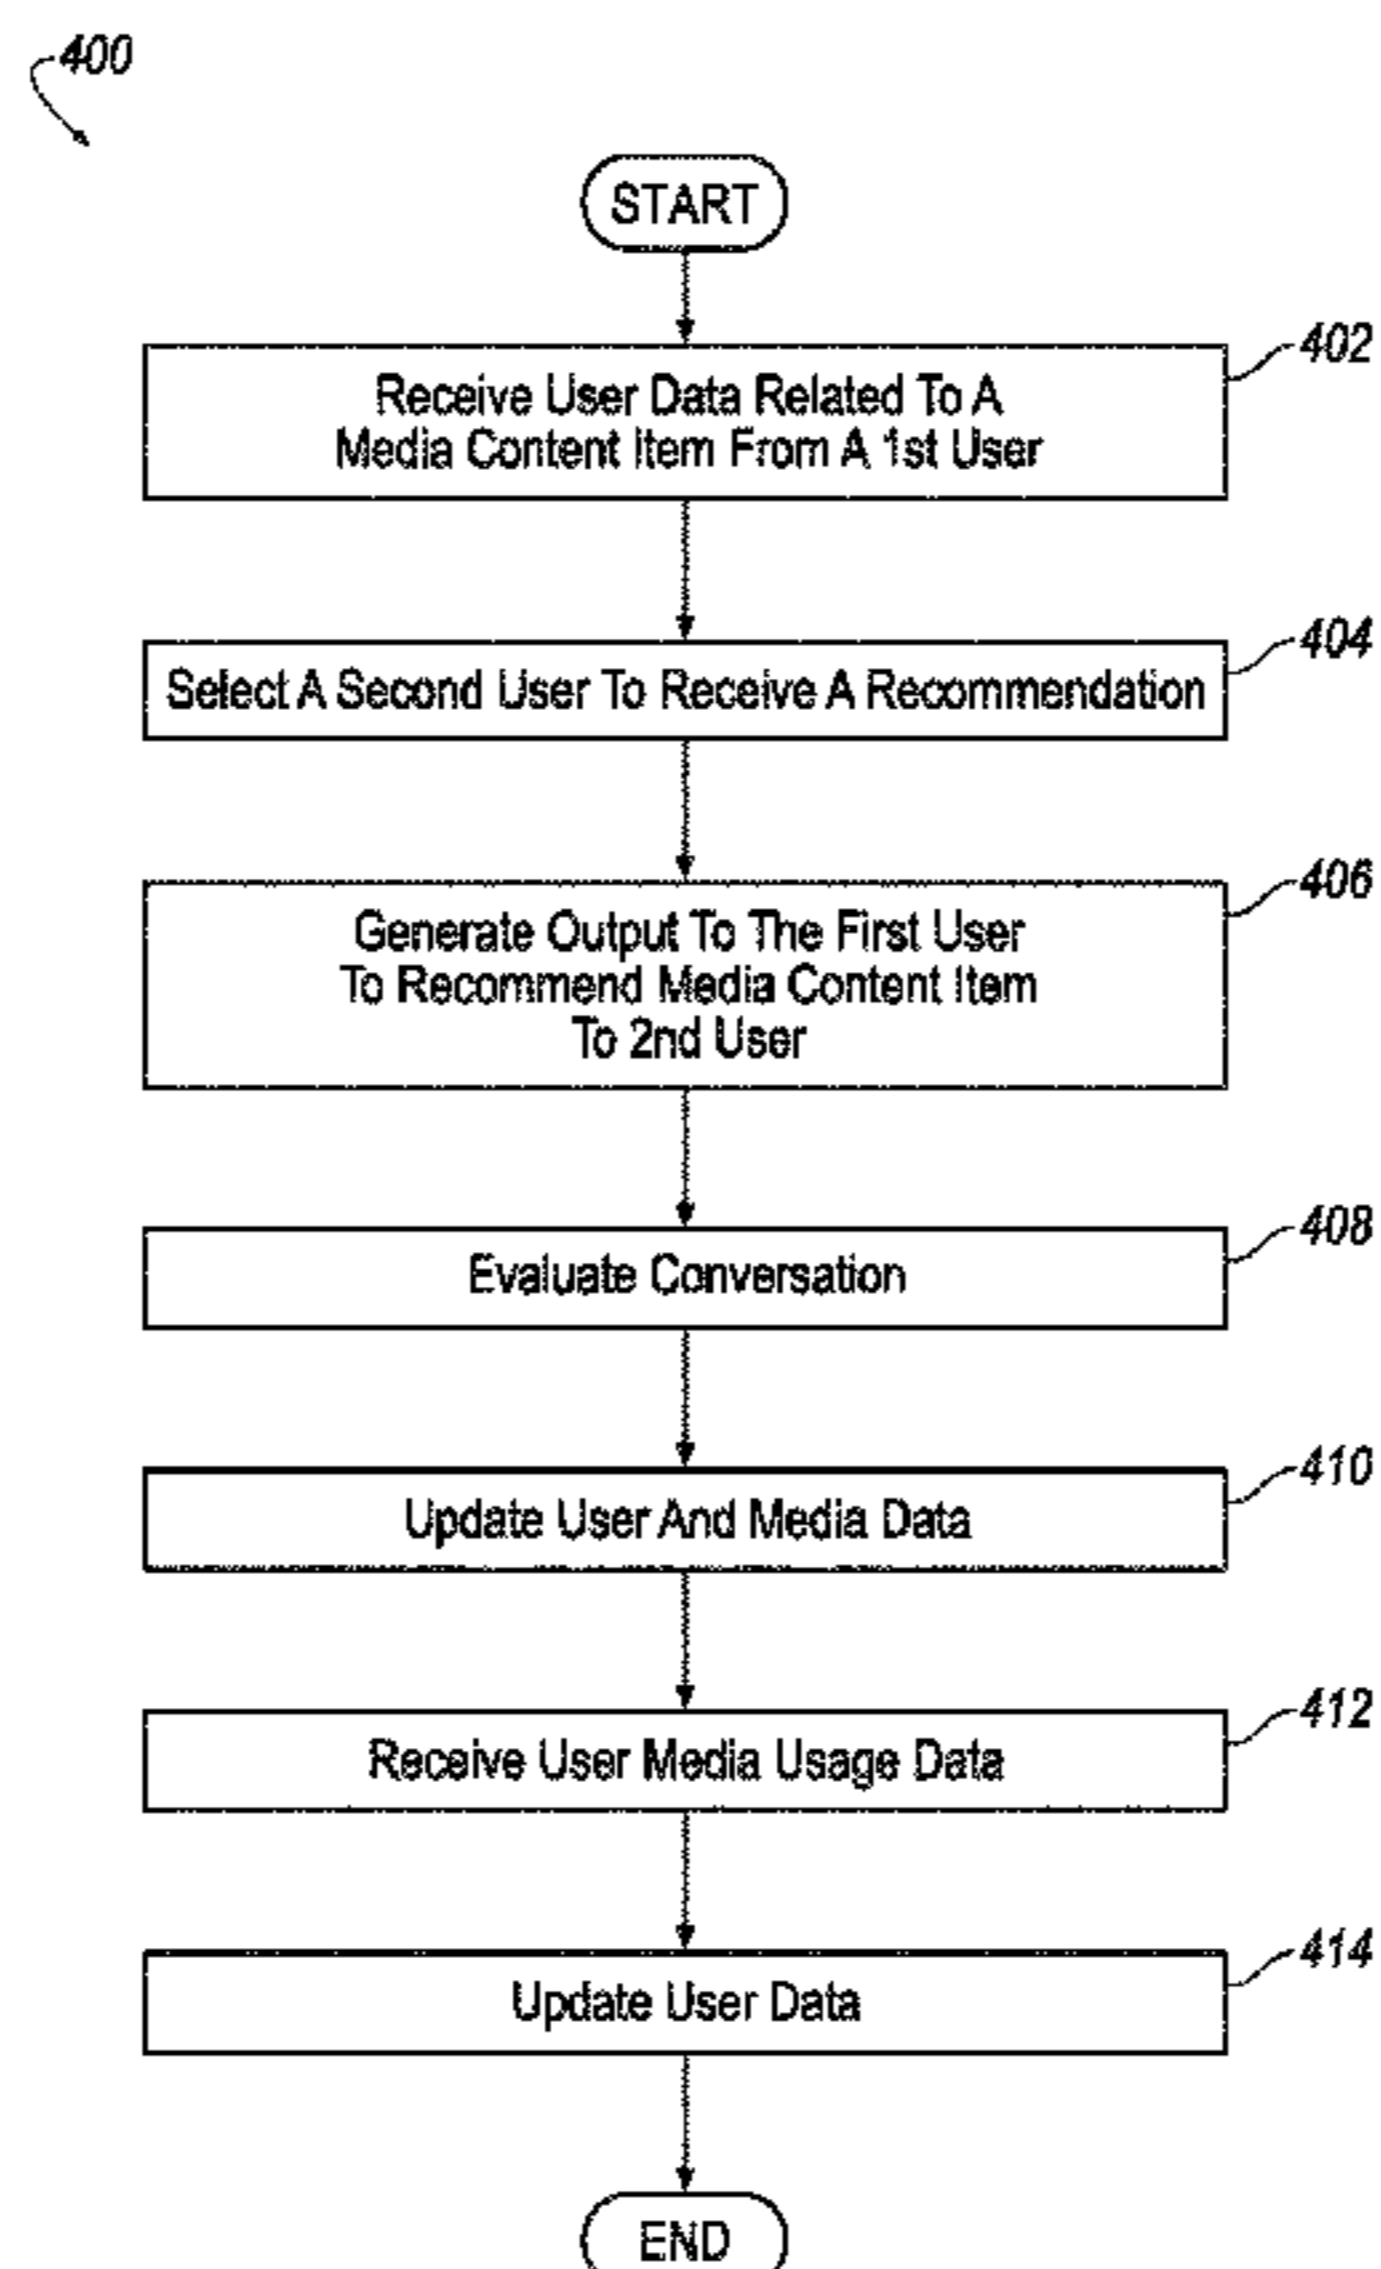 400
START
402
Receive User Data Related To A
Media Content Item From A 1st User
404
Select A Second User To Receive A Recommendation
406
Generate Output To The First User
To Recommend Media Content Item
To 2nd User
408
Evaluate Conversation
410
Update User And Media Data
412
Receive User Media Usage Data
414
Update User Data
END